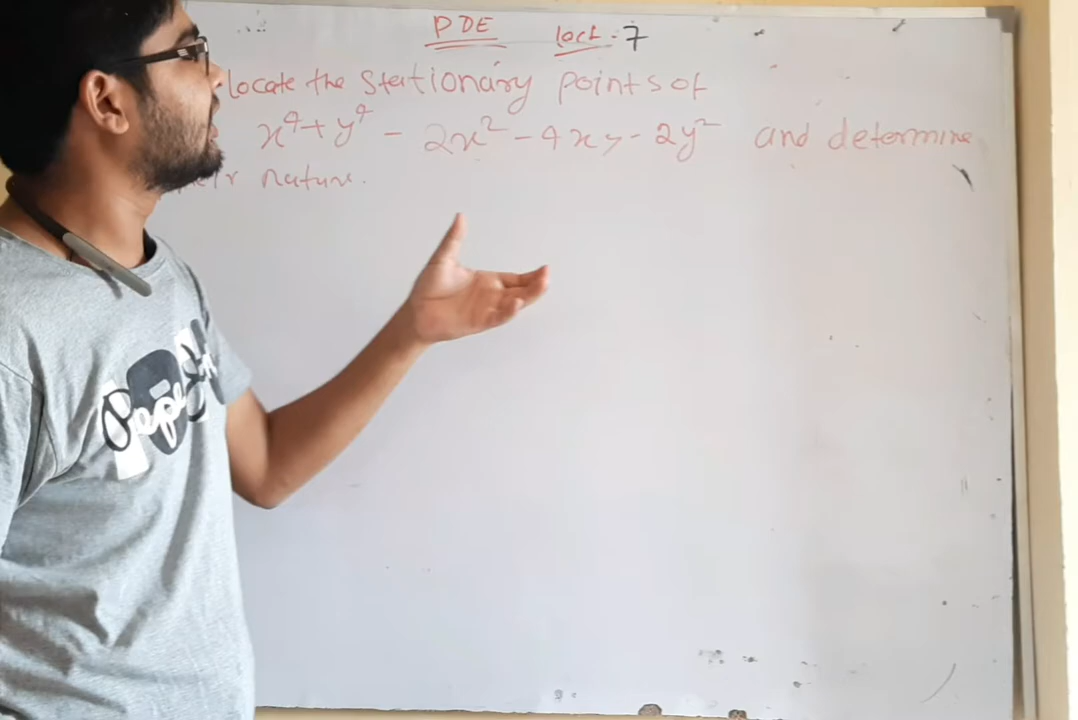 PDE lect. 7
locate the stationary points of
x⁴ + y⁴ - 2x² - 4xy - 2y² and determine
nature.